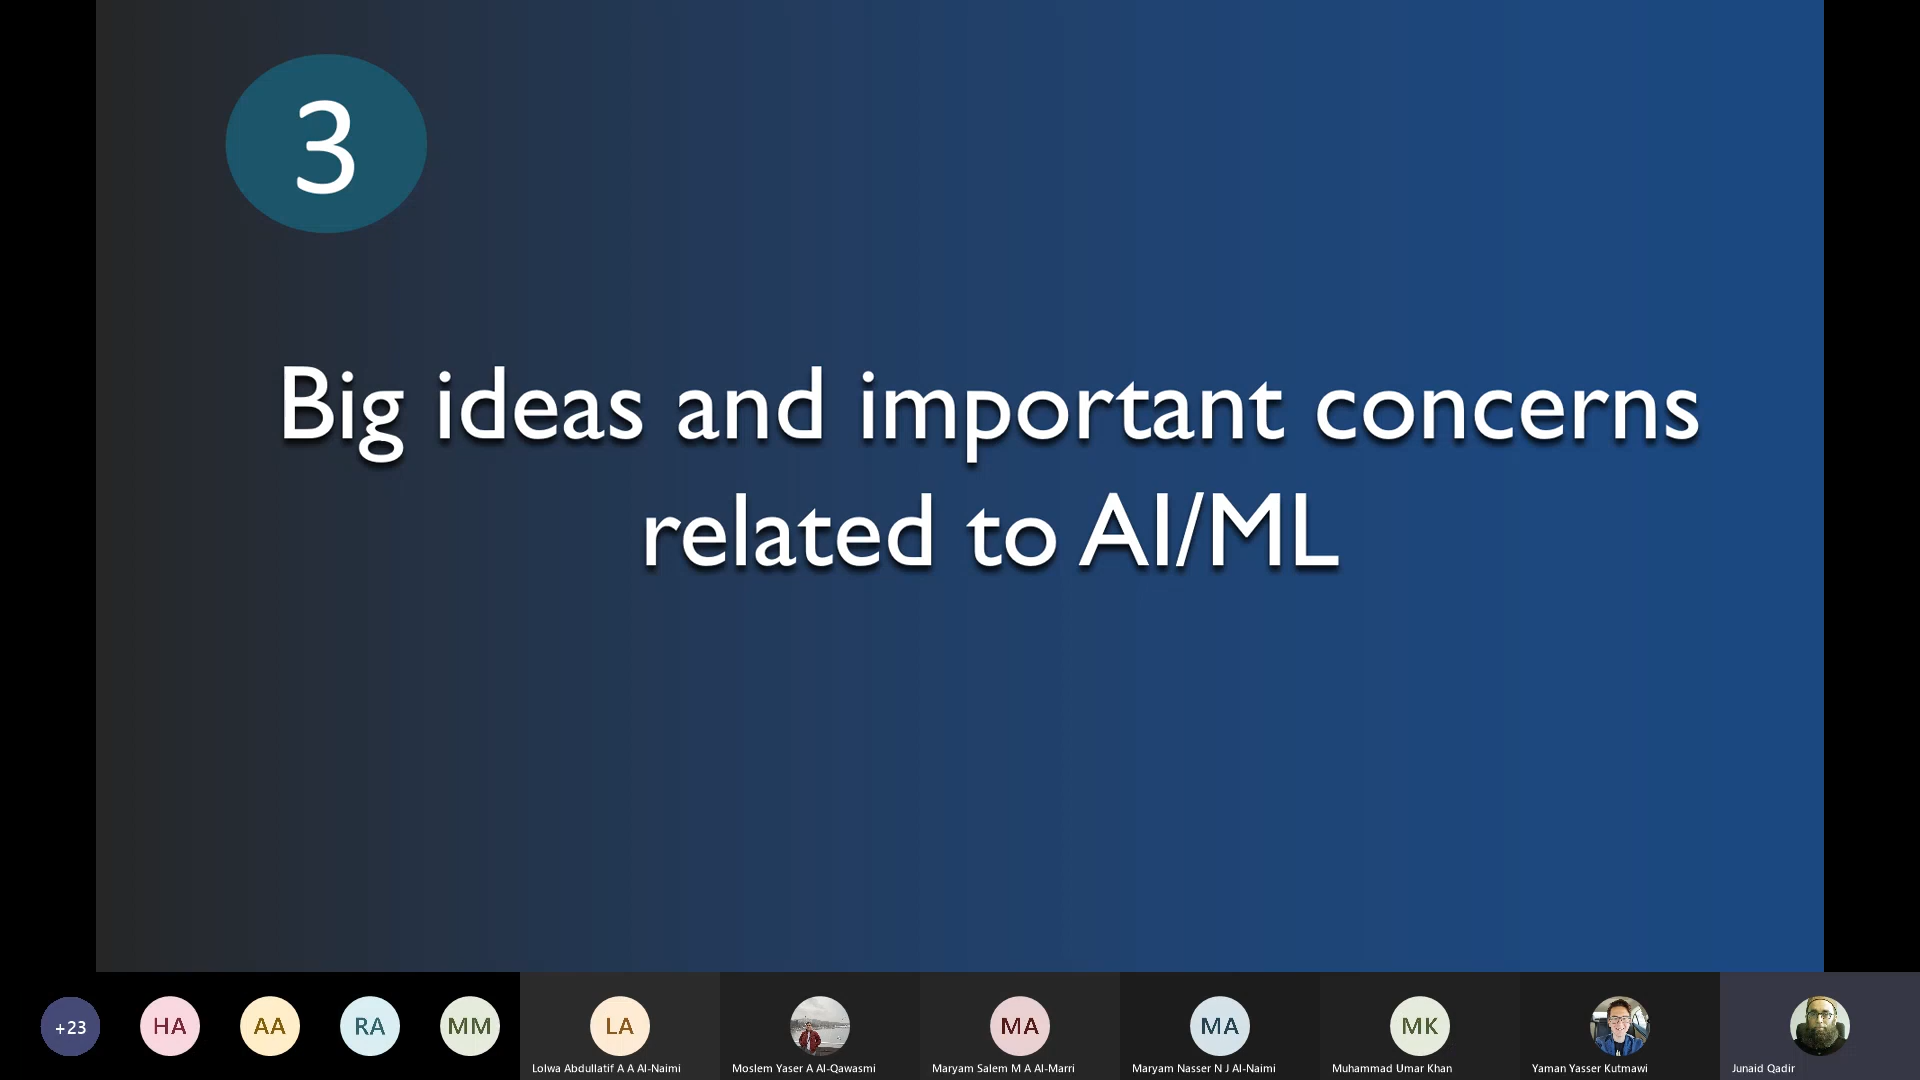 3
Big ideas and important concerns
related to AI/ML
+23
HA
AA
RA
MM
LA
MA
MA
MK
Lolwa Abdullatif A A Al-Naimi
Moslem Yaser A Al-Qawasmi
Maryam Salem M A Al-Marri
Maryam Nasser N J Al-Naimi
Muhammad Umar Khan
Yaman Yasser Kutmawi
Junaid Qadir